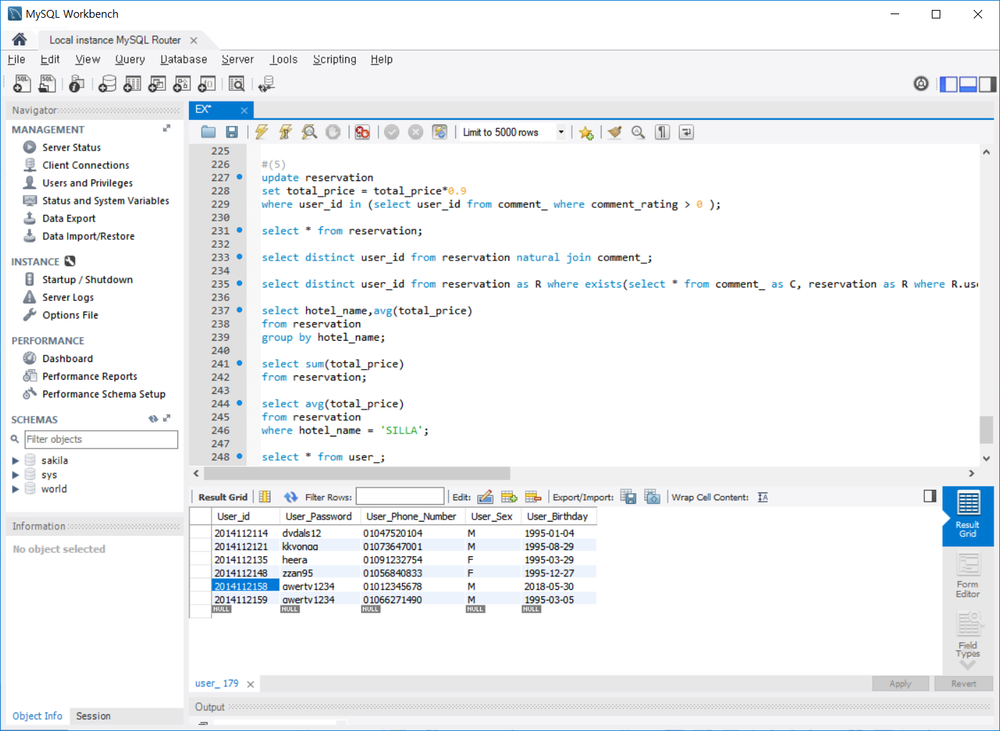 MySQL Workbench
Local instance MySQL Router
File Edit View Query Database Server Tools Scripting Help
Navigator
MANAGEMENT
Server Status
Client Connections
Users and Privileges
Status and System Variables
Data Export
Data Import/Restore
INSTANCE
Startup / Shutdown
Server Logs
Options File
PERFORMANCE
Dashboard
Performance Reports
Performance Schema Setup
SCHEMAS
Filter objects
sakila
sys
world
Information
No object selected
Object Info Session
EX*
Limit to 5000 rows
225
226 #(5)
227 update reservation
228 set total_price = total_price*0.9
229 where user_id in (select user_id from comment_ where comment_rating > 0 );
230
231 select * from reservation;
232
233 select distinct user_id from reservation natural join comment_;
234
235 select distinct user_id from reservation as R where exists(select * from comment_ as C, reservation as R where R.use
236
237 select hotel_name,avg(total_price)
238 from reservation
239 group by hotel_name;
240
241 select sum(total_price)
242 from reservation;
243
244 select avg(total_price)
245 from reservation
246 where hotel_name = 'SILLA';
247
248 select * from user_;
Result Grid Filter Rows: Edit: Export/Import: Wrap Cell Content:
User_id User_Password User_Phone_Number User_Sex User_Birthday
2014112114 dvdals12 01047520104 M 1995-01-04
2014112121 kkvonga 01073647001 M 1995-08-29
2014112135 heera 01091232754 F 1995-03-29
2014112148 zzan95 01056840833 F 1995-12-27
2014112158 qwerty1234 01012345678 M 2018-05-30
2014112159 qwerty1234 01066271490 M 1995-03-05
NULL NULL NULL NULL NULL
Result
Grid
Form
Editor
Field
Types
user_ 179
Apply Revert
Output